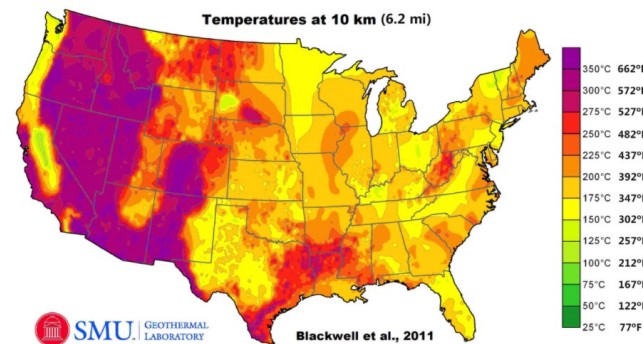 Temperatures at 10 km (6.2 mi)
350°C 662°F
300°C 572°F
275°C 527°F
250°C 482°F
225°C 437°F
200°C 392°F
175°C 347°F
150°C 302°F
125°C 257°F
100°C 212°F
75°C 167°F
50°C 122°F
25°C 77°F
SMU. GEOTHERMAL
LABORATORY
Blackwell et al., 2011